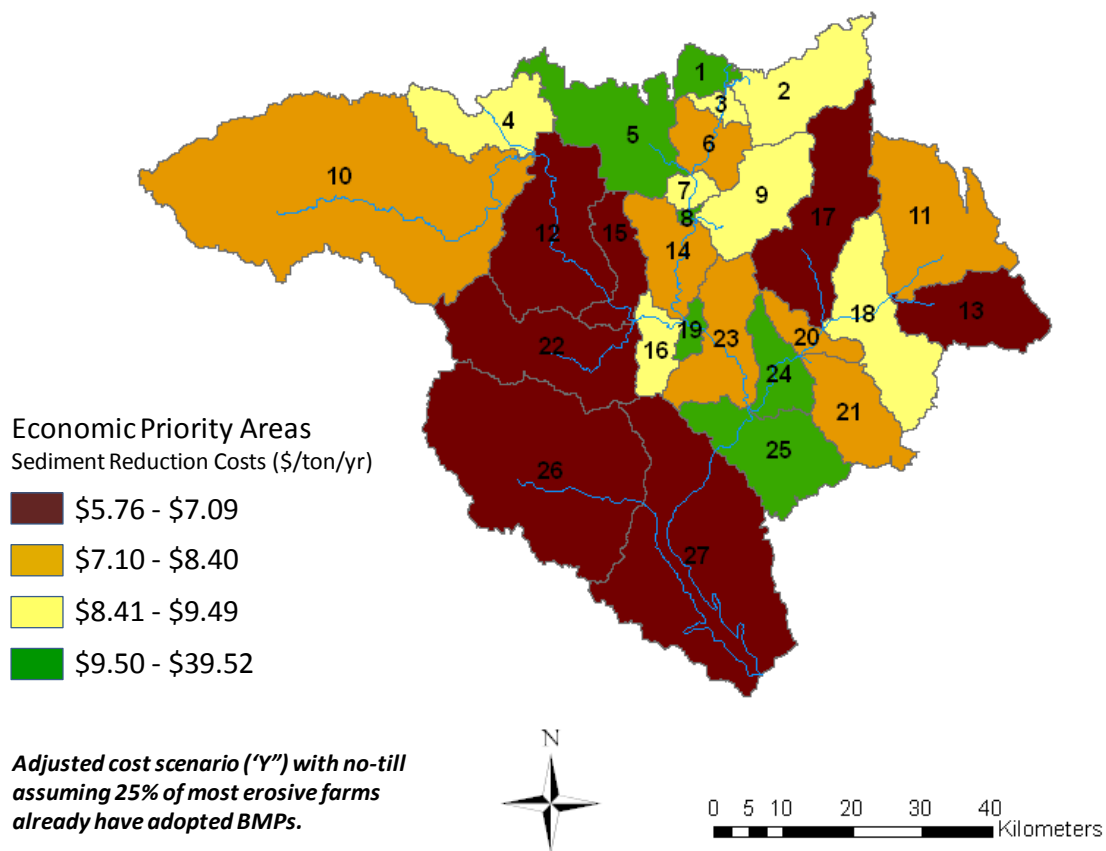 1
2
3
4
5
6
7
9
10
8
17
11
12
15
14
13
18
19
20
22
16
23
24
21
25
26
27
Economic Priority Areas
Sediment Reduction Costs ($/ton/yr)
$5.76 - $7.09
$7.10 - $8.40
$8.41 - $9.49
$9.50 - $39.52
Adjusted cost scenario (‘Y”) with no-till
assuming 25% of most erosive farms
already have adopted BMPs.
N
0 5 10 20 30 40
Kilometers